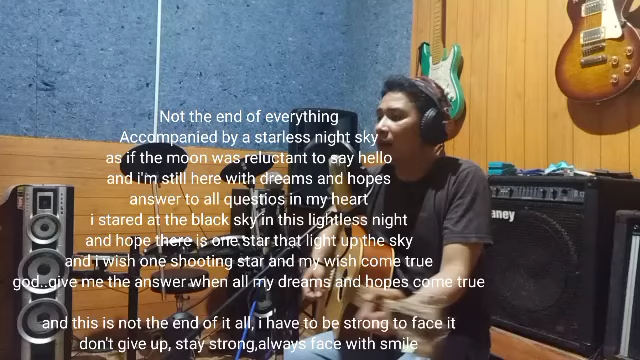 Not the end of everything
Accompanied by a starless night sky
as if the moon was reluctant to say hello
and i'm still here with dreams and hopes
answer to all questios in my heart
i stared at the black sky in this lightless night
and hope there is one star that light up the sky
and i wish one shooting star and my wish come true
god..give me the answer when all my dreams and hopes come true
and this is not the end of it all, i have to be strong to face it
don't give up, stay strong,always face with smile
aney